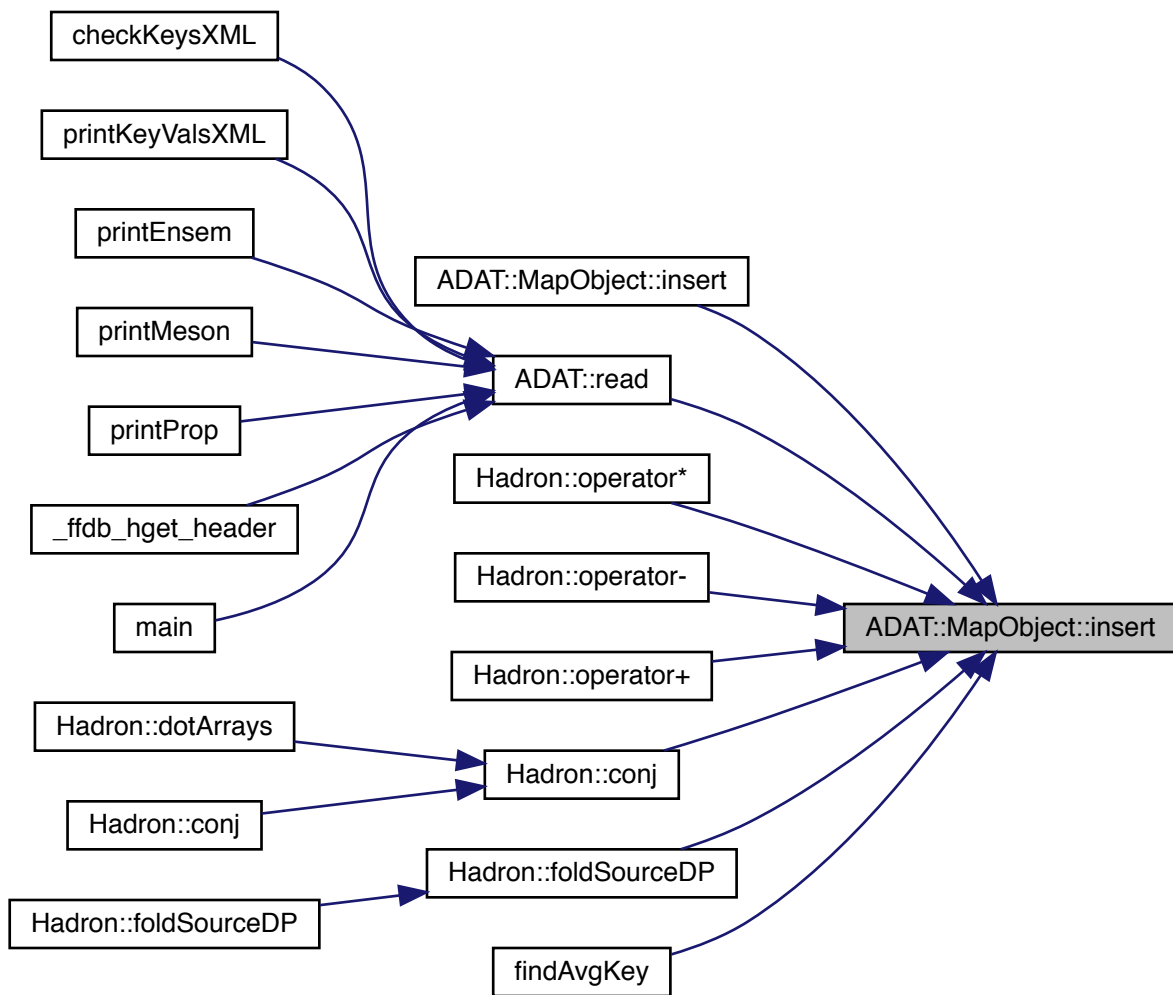 checkKeysXML
printKeyValsXML
printEnsem
printMeson
printProp
_ffdb_hget_header
main
Hadron::dotArrays
Hadron::conj
Hadron::foldSourceDP
ADAT::MapObject::insert
ADAT::read
Hadron::operator*
Hadron::operator-
Hadron::operator+
Hadron::conj
Hadron::foldSourceDP
findAvgKey
ADAT::MapObject::insert